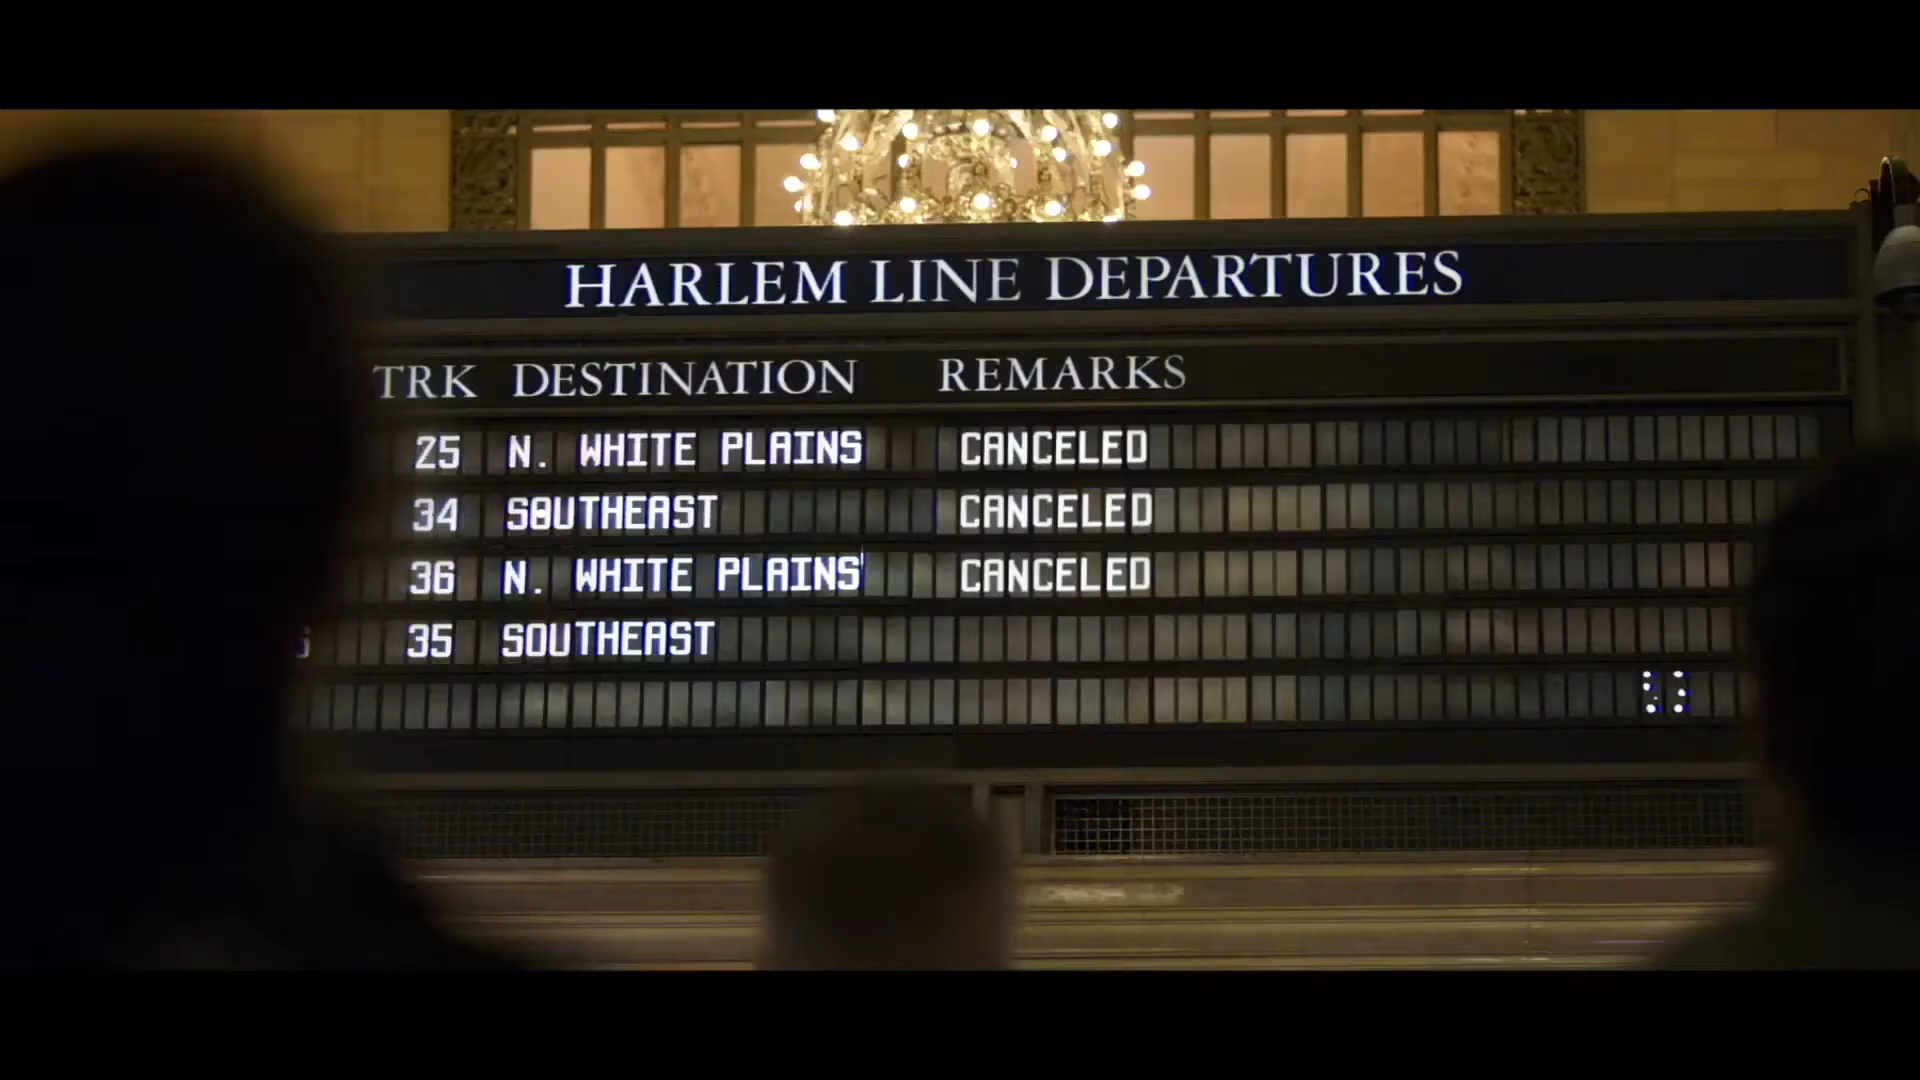 HARLEM LINE DEPARTURES
TRK DESTINATION REMARKS
25 N. WHITE PLAINS CANCELED
34 SOUTHEAST CANCELED
36 N. WHITE PLAINS CANCELED
35 SOUTHEAST